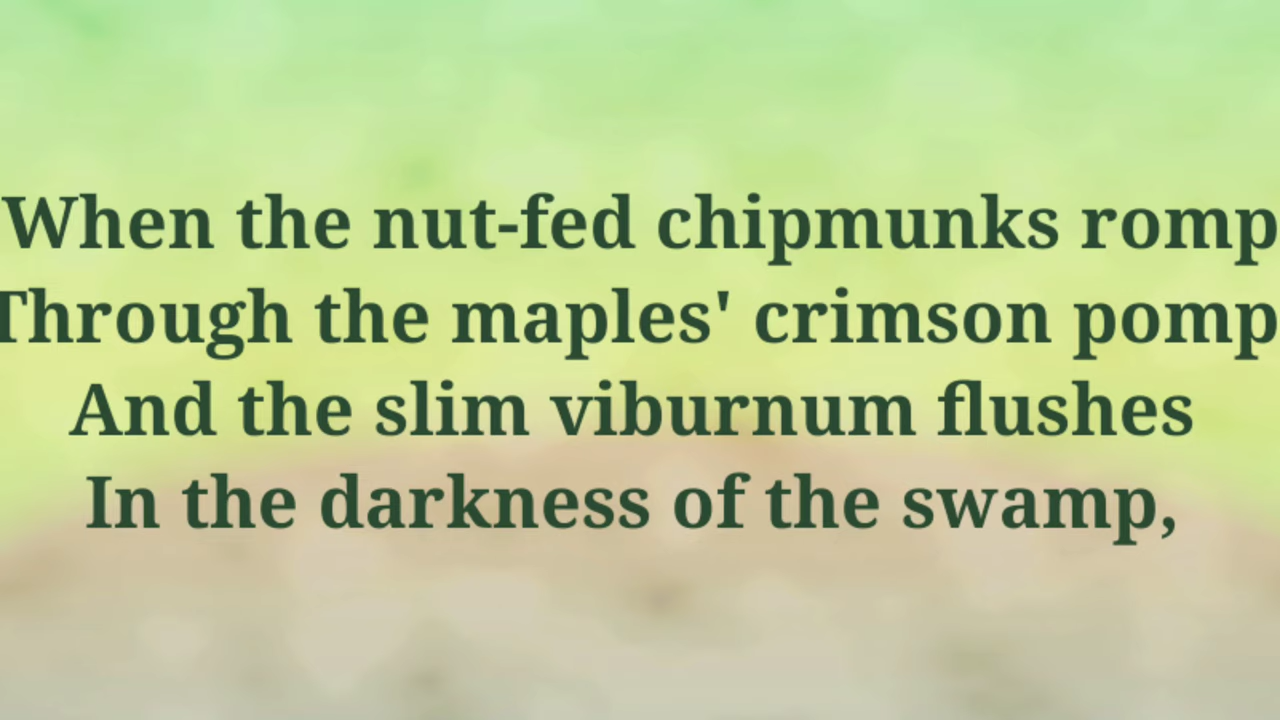 When the nut-fed chipmunks romp
Through the maples' crimson pomp
And the slim viburnum flushes
In the darkness of the swamp,